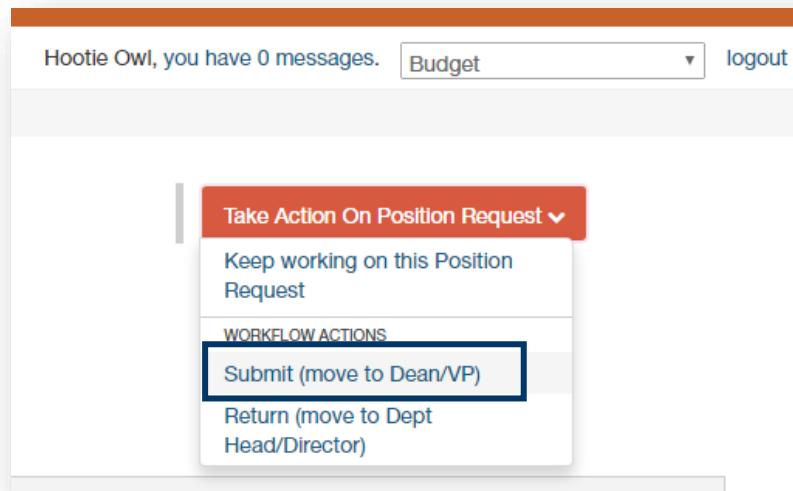 Hootie Owl, you have 0 messages. Budget logout
Take Action On Position Request
Keep working on this Position
Request
WORKFLOW ACTIONS
Submit (move to Dean/VP)
Return (move to Dept
Head/Director)